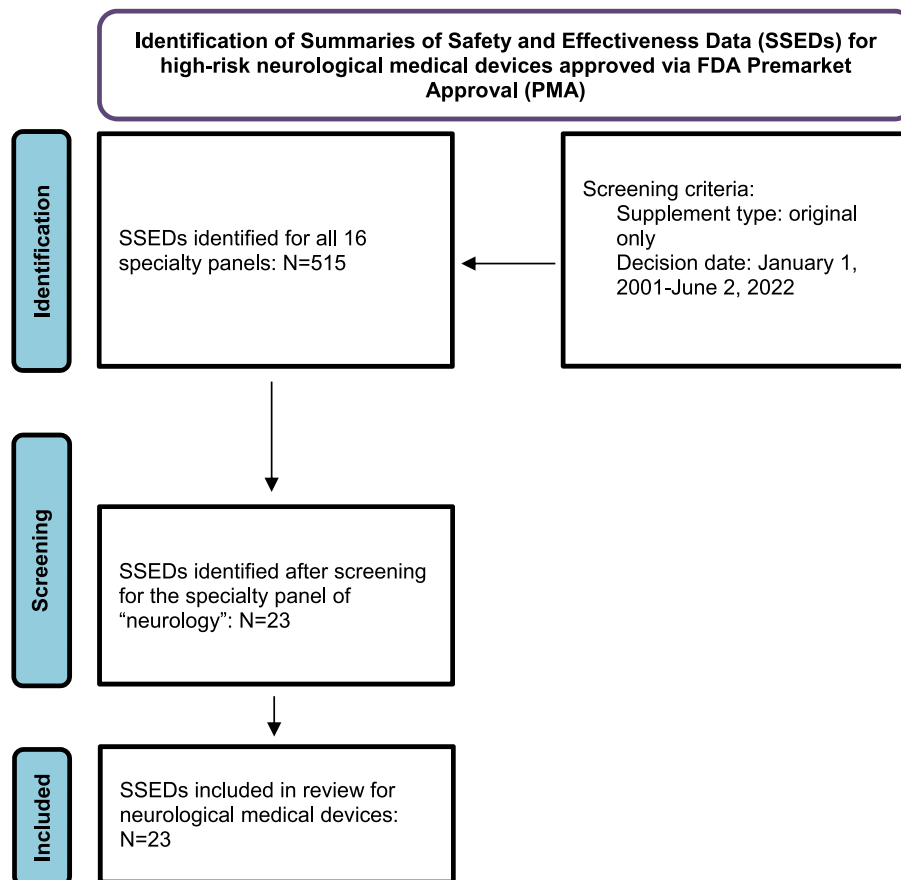 Identification of Summaries of Safety and Effectiveness Data (SSEDs) for
high-risk neurological medical devices approved via FDA Premarket
Approval (PMA)
Identification
SSEDs identified for all 16
specialty panels: N=515
Screening criteria:
Supplement type: original
only
Decision date: January 1,
2001-June 2, 2022
Screening
SSEDs identified after screening
for the specialty panel of
“neurology”: N=23
Included
SSEDs included in review for
neurological medical devices:
N=23